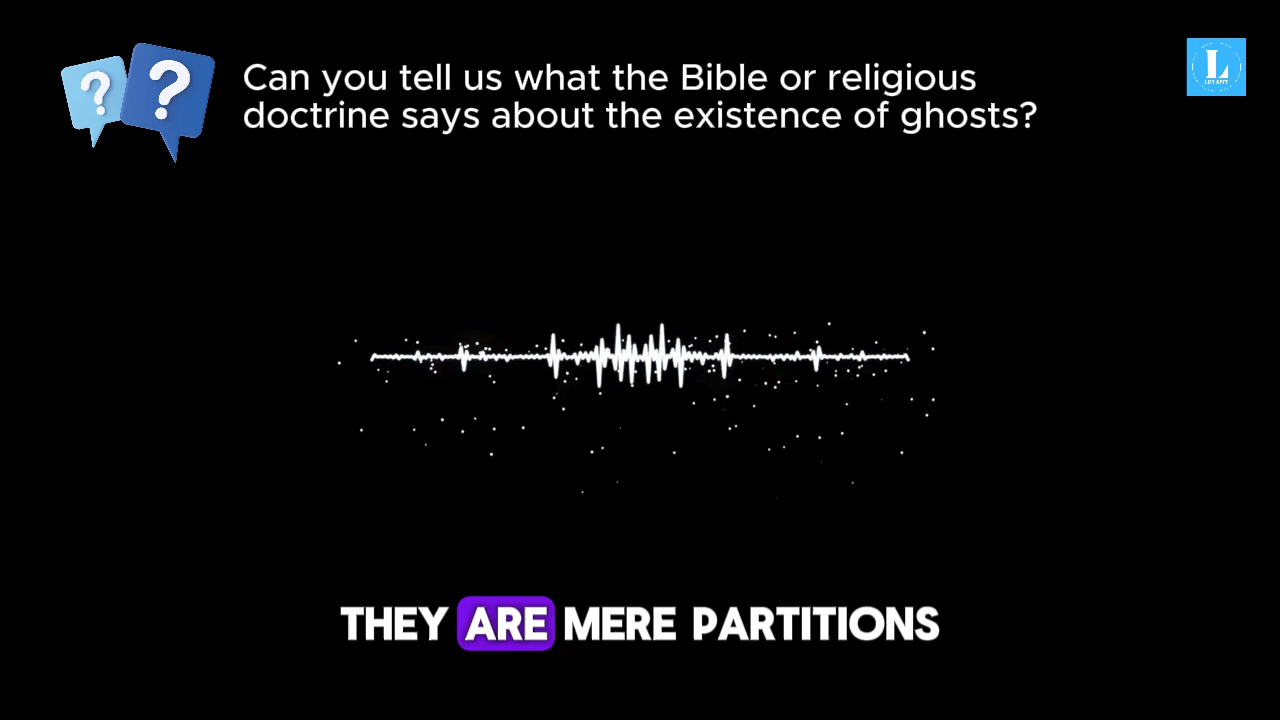 Can you tell us what the Bible or religious
doctrine says about the existence of ghosts?
? ?
L
THEY ARE MERE PARTITIONS